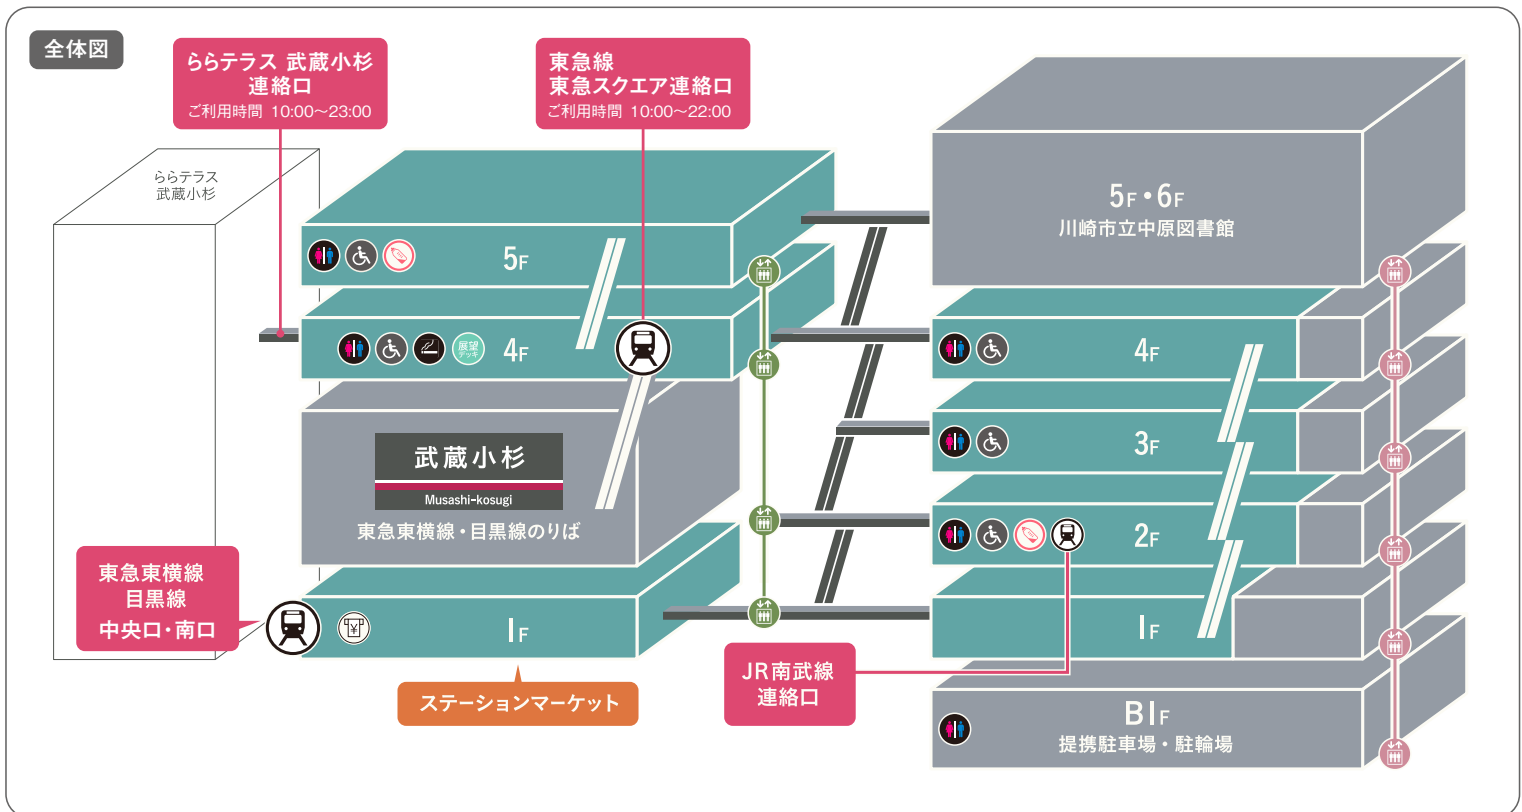 全体図
ららテラス 武蔵小杉
連絡口
ご利用時間 10:00〜23:00
東急線
東急スクエア連絡口
ご利用時間 10:00〜22:00
ららテラス
武蔵小杉
5F
4F
展望
デッキ
武蔵小杉
Musashi-kosugi
東急東横線・目黒線のりば
東急東横線
目黒線
中央口・南口
¥
1F
ステーションマーケット
5F・6F
川崎市立中原図書館
4F
3F
2F
1F
JR南武線
連絡口
B1F
提携駐車場・駐輪場